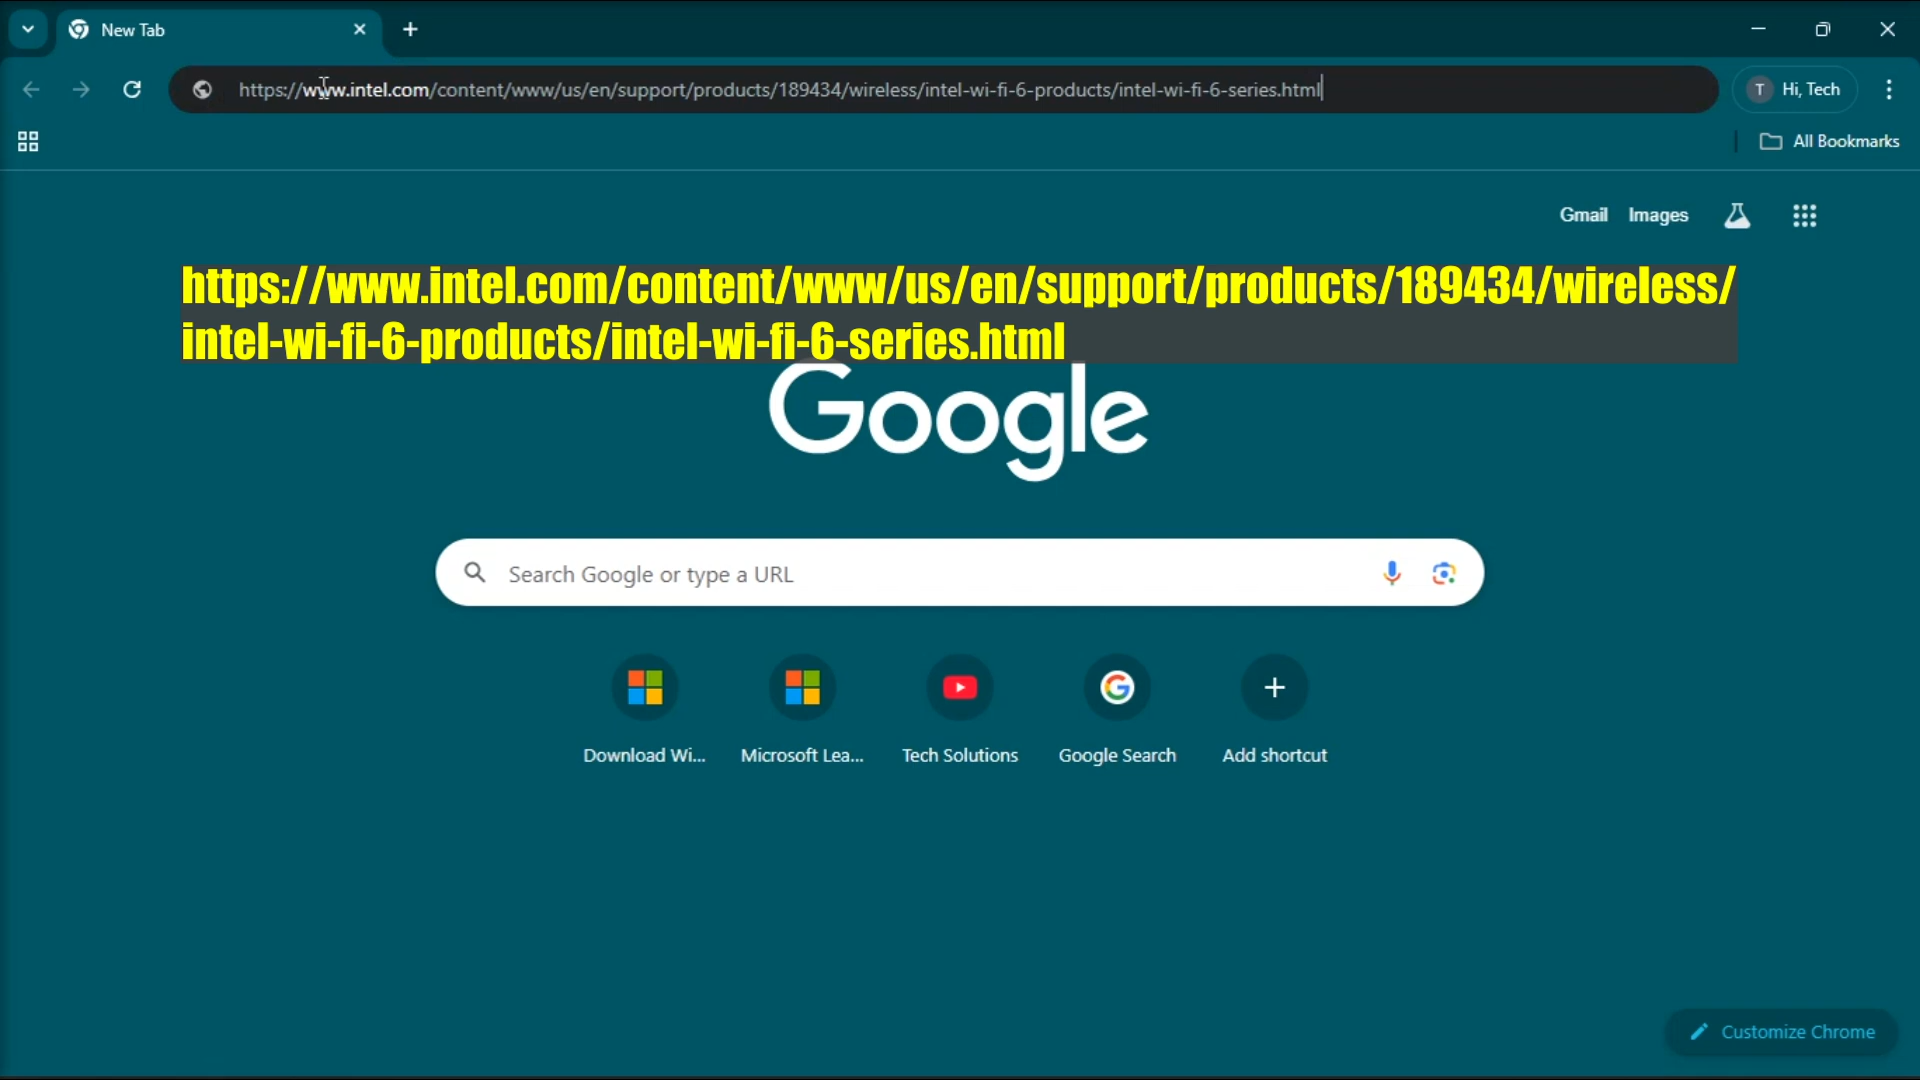 New Tab
https://www.intel.com/content/www/us/en/support/products/189434/wireless/intel-wi-fi-6-products/intel-wi-fi-6-series.html
T Hi, Tech
All Bookmarks
Gmail Images
https://www.intel.com/content/www/us/en/support/products/189434/wireless/
intel-wi-fi-6-products/intel-wi-fi-6-series.html
Google
Search Google or type a URL
Download Wi... Microsoft Lea... Tech Solutions Google Search Add shortcut
Customize Chrome